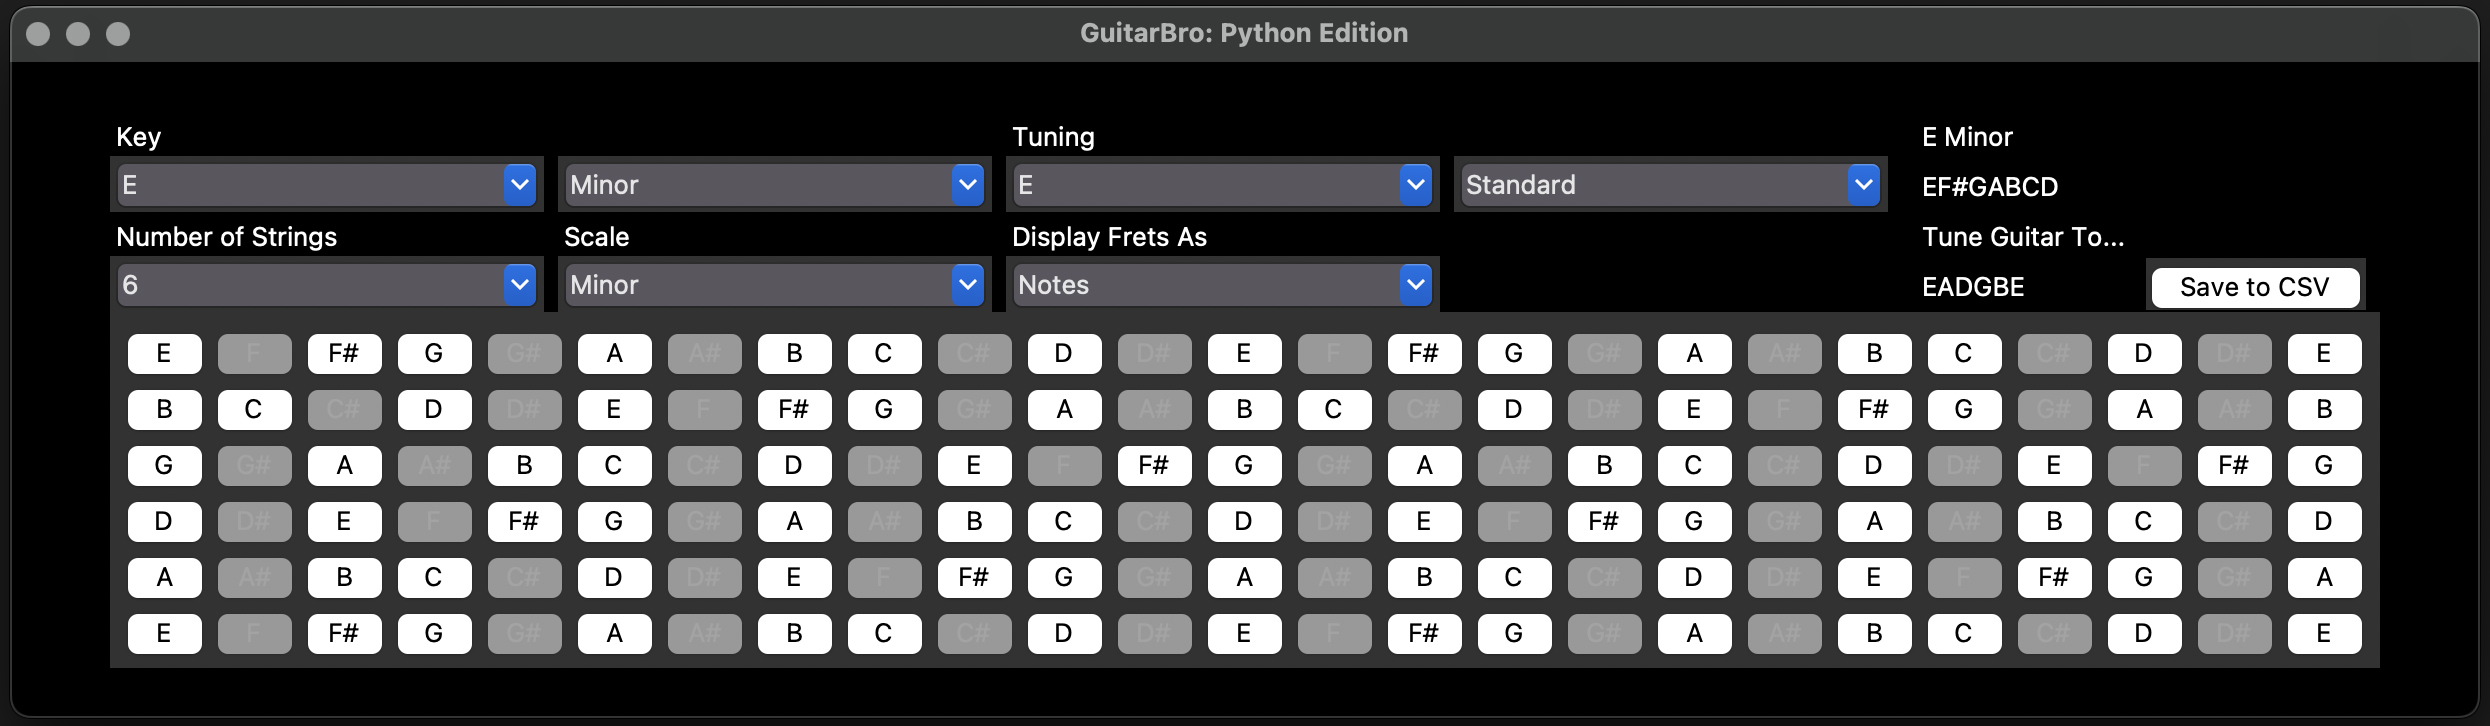 GuitarBro: Python Edition
Key Tuning E Minor
E Minor E Standard EF#GABCD
Number of Strings Scale Display Frets As Tune Guitar To...
6 Minor Notes EADGBE Save to CSV
E F F# G G# A A# B C C# D D# E F F# G G# A A# B C C# D D# E
B C C# D D# E F F# G G# A A# B C C# D D# E F F# G G# A A# B
G G# A A# B C C# D D# E F F# G G# A A# B C C# D D# E F F# G
D D# E F F# G G# A A# B C C# D D# E F F# G G# A A# B C C# D
A A# B C C# D D# E F F# G G# A A# B C C# D D# E F F# G G# A
E F F# G G# A A# B C C# D D# E F F# G G# A A# B C C# D D# E